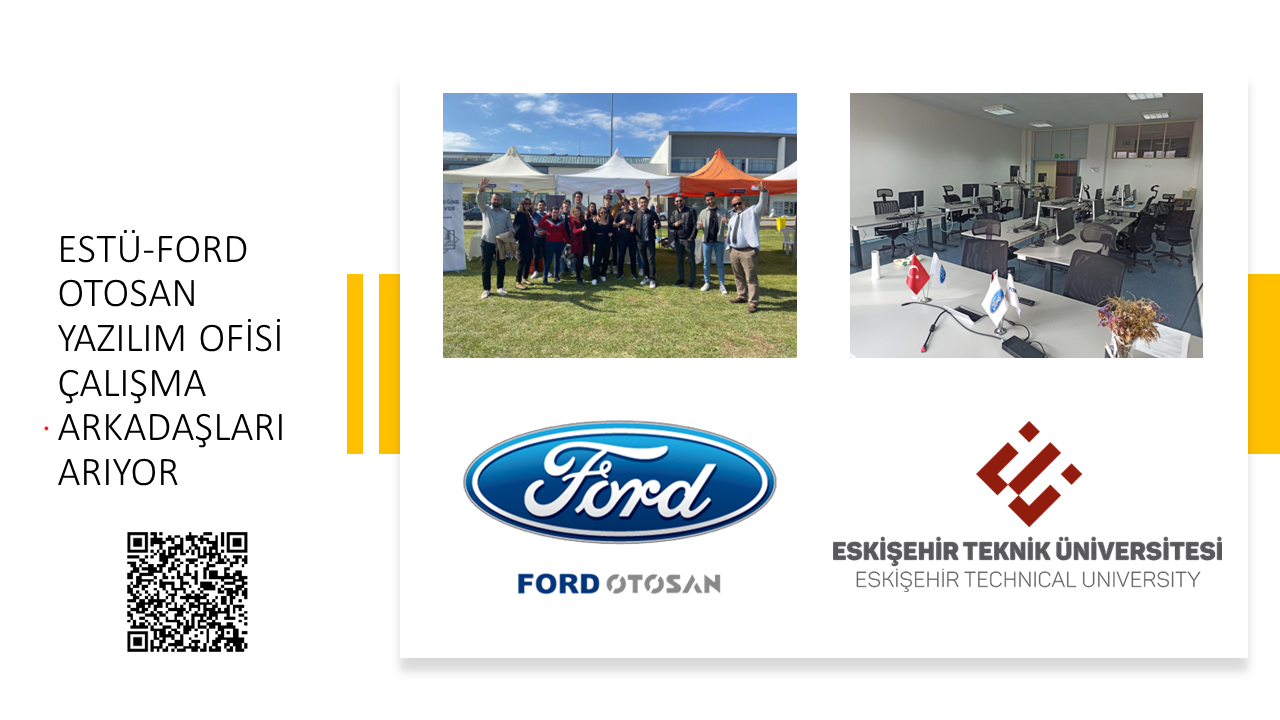 ESTÜ-FORD
OTOSAN
YAZILIM OFİSİ
ÇALIŞMA
ARKADAŞLARI
ARIYOR
Ford
FORD OTOSAN
ESKİŞEHİR TEKNİK ÜNİVERSİTESİ
ESKİŞEHİR TECHNICAL UNIVERSITY